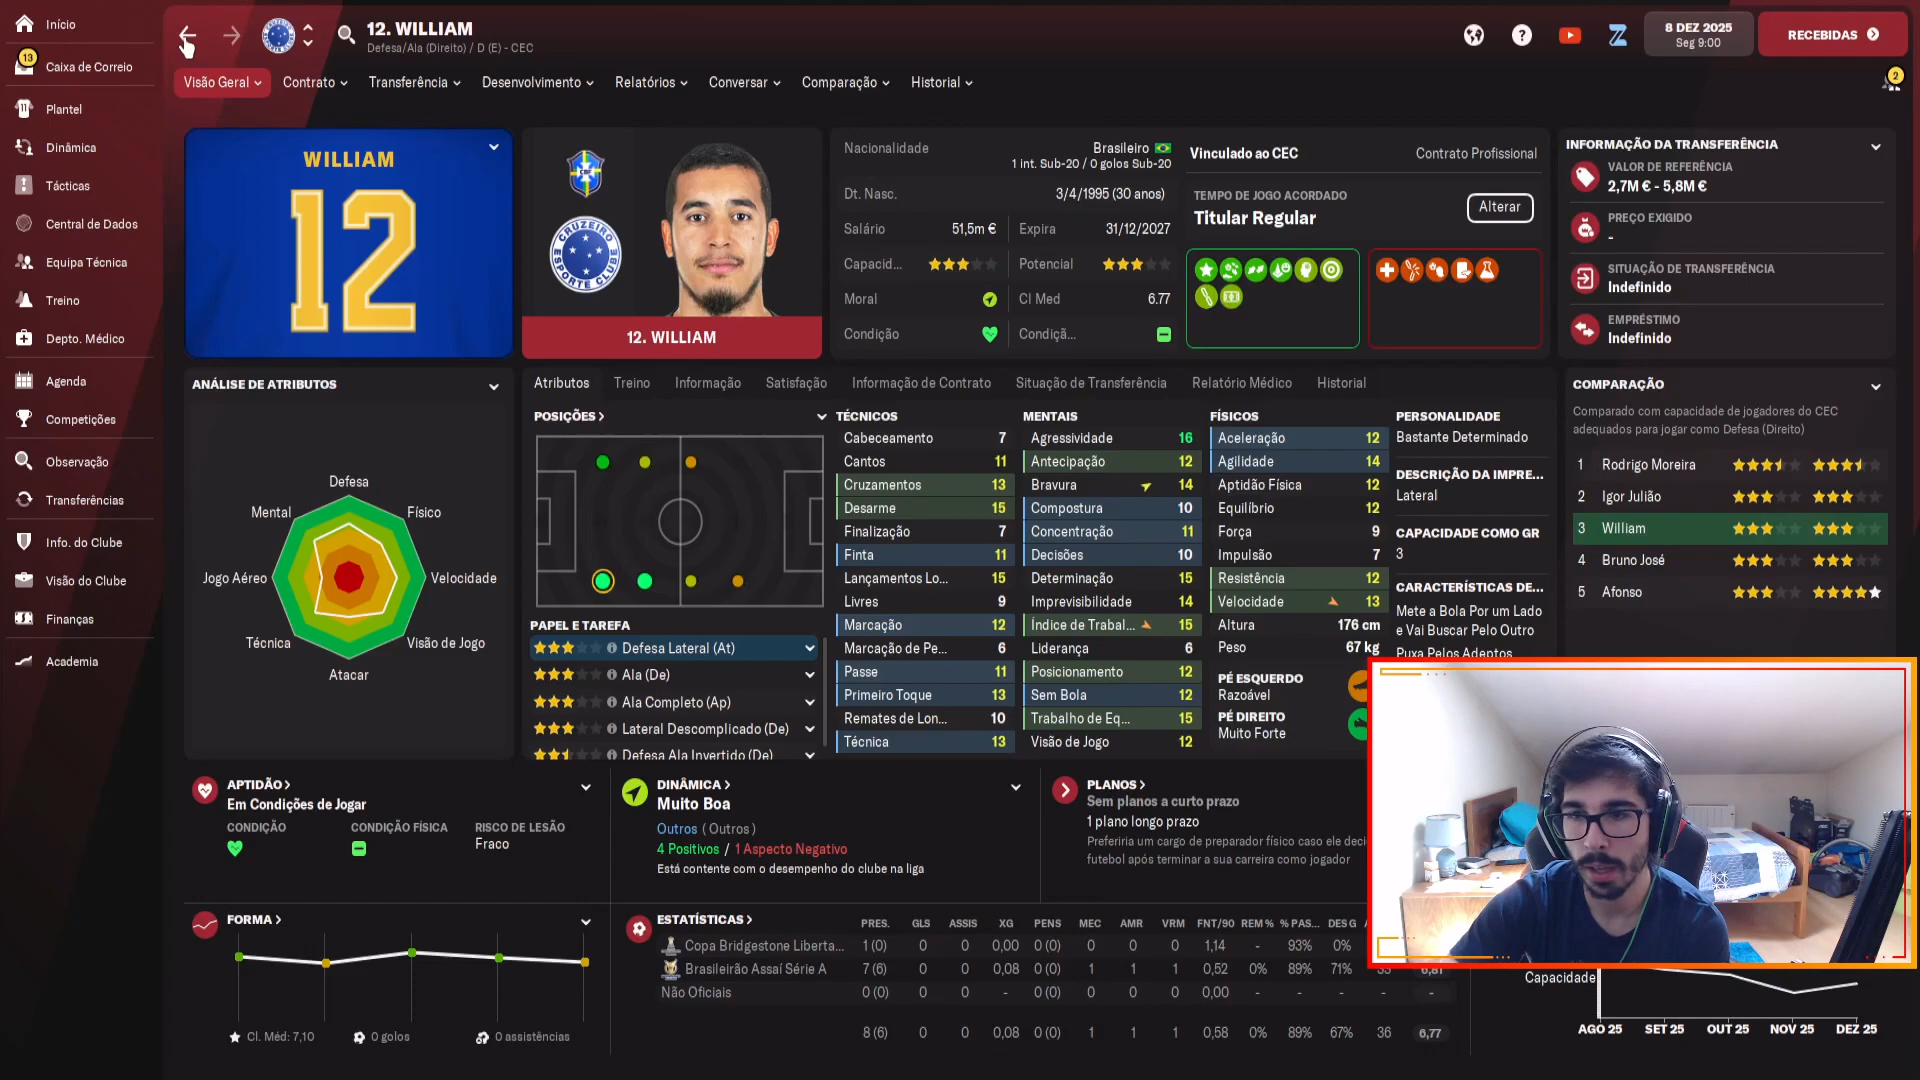 Início
12. WILLIAM
Defesa/Ala (Direito) / D (E) - CEC
8 DEZ 2025
Seg 9:00
RECEBIDAS
13
Caixa de Correio
Visão Geral
Contrato
Transferência
Desenvolvimento
Relatórios
Conversar
Comparação
Historial
2
Plantel
Dinâmica
Tácticas
Central de Dados
Equipa Técnica
Treino
Depto. Médico
Agenda
Competições
Observação
Transferências
Info. do Clube
Visão do Clube
Finanças
Academia
WILLIAM
12
CBF
CRUZEIRO
ESPORTE CLUBE
12. WILLIAM
Nacionalidade Brasileiro
1 int. Sub-20 / 0 golos Sub-20
Dt. Nasc. 3/4/1995 (30 anos)
Salário 51,5m € Expira 31/12/2027
Capacid... Potencial
Moral Cl Med 6.77
Condição Condiçã...
Vinculado ao CEC Contrato Profissional
TEMPO DE JOGO ACORDADO
Titular Regular
Alterar
INFORMAÇÃO DA TRANSFERÊNCIA
VALOR DE REFERÊNCIA
2,7M € - 5,8M €
PREÇO EXIGIDO
-
SITUAÇÃO DE TRANSFERÊNCIA
Indefinido
EMPRÉSTIMO
Indefinido
ANÁLISE DE ATRIBUTOS
Defesa
Mental Físico
Jogo Aéreo Velocidade
Técnica Visão de Jogo
Atacar
Atributos Treino Informação Satisfação Informação de Contrato Situação de Transferência Relatório Médico Historial
POSIÇÕES
PAPEL E TAREFA
Defesa Lateral (At)
Ala (De)
Ala Completo (Ap)
Lateral Descomplicado (De)
Defesa Ala Invertido (De)
TÉCNICOS
Cabeceamento 7
Cantos 11
Cruzamentos 13
Desarme 15
Finalização 7
Finta 11
Lançamentos Lo... 15
Livres 9
Marcação 12
Marcação de Pe... 6
Passe 11
Primeiro Toque 13
Remates de Lon... 10
Técnica 13
MENTAIS
Agressividade 16
Antecipação 12
Bravura 14
Compostura 10
Concentração 11
Decisões 10
Determinação 15
Imprevisibilidade 14
Índice de Trabal... 15
Liderança 6
Posicionamento 12
Sem Bola 12
Trabalho de Eq... 15
Visão de Jogo 12
FÍSICOS
Aceleração 12
Agilidade 14
Aptidão Física 12
Equilíbrio 12
Força 9
Impulsão 7
Resistência 12
Velocidade 13
Altura 176 cm
Peso 67 kg
PÉ ESQUERDO
Razoável
PÉ DIREITO
Muito Forte
PERSONALIDADE
Bastante Determinado
DESCRIÇÃO DA IMPRE...
Lateral
CAPACIDADE COMO GR
3
CARACTERÍSTICAS DE...
Mete a Bola Por um Lado
e Vai Buscar Pelo Outro
Puxa Pelos Adeptos
COMPARAÇÃO
Comparado com capacidade de jogadores do CEC
adequados para jogar como Defesa (Direito)
1 Rodrigo Moreira
2 Igor Julião
3 William
4 Bruno José
5 Afonso
APTIDÃO
Em Condições de Jogar
CONDIÇÃO CONDIÇÃO FÍSICA RISCO DE LESÃO
Fraco
DINÂMICA
Muito Boa
Outros ( Outros )
4 Positivos / 1 Aspecto Negativo
Está contente com o desempenho do clube na liga
PLANOS
Sem planos a curto prazo
1 plano longo prazo
Preferiria um cargo de preparador físico caso ele deci
futebol após terminar a sua carreira como jogador
FORMA
Cl. Méd: 7,10 0 golos 0 assistências
ESTATÍSTICAS PRES. GLS ASSIS XG PENS MEC AMR VRM FNT/90 REM % % PAS... DES G
Copa Bridgestone Liberta... 1 (0) 0 0 0,00 0 (0) 0 0 0 1,14 - 93% 0%
Brasileirão Assaí Série A 7 (6) 0 0 0,08 0 (0) 1 1 1 0,52 0% 89% 71%
Não Oficiais 0 (0) 0 0 - 0 (0) 0 0 0 0,00 - - - - -
8 (6) 0 0 0,08 0 (0) 1 1 1 0,58 0% 89% 67% 36 6,77
Capacidade
AGO 25 SET 25 OUT 25 NOV 25 DEZ 25